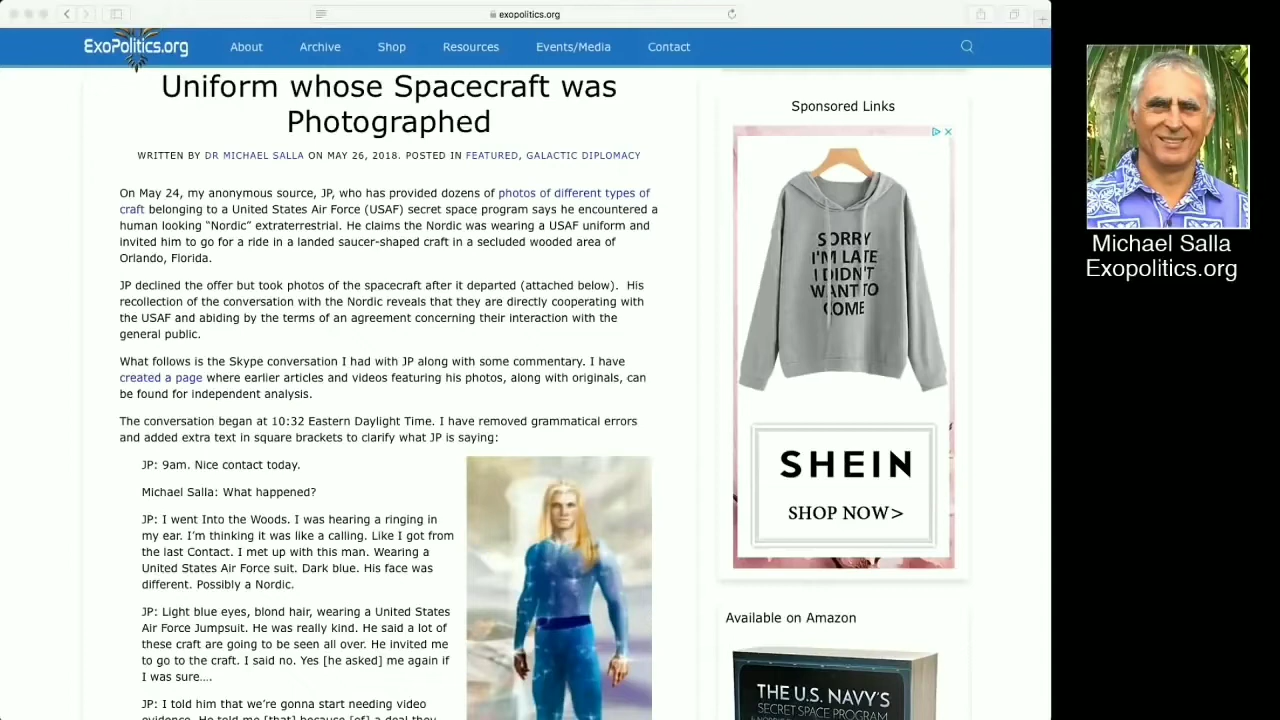 exopolitics.org
ExoPolitics.org
About
Archive
Shop
Resources
Events/Media
Contact
Uniform whose Spacecraft was
Photographed
WRITTEN BY DR MICHAEL SALLA ON MAY 26, 2018. POSTED IN FEATURED, GALACTIC DIPLOMACY
On May 24, my anonymous source, JP, who has provided dozens of photos of different types of
craft belonging to a United States Air Force (USAF) secret space program says he encountered a
human looking “Nordic” extraterrestrial. He claims the Nordic was wearing a USAF uniform and
invited him to go for a ride in a landed saucer-shaped craft in a secluded wooded area of
Orlando, Florida.
JP declined the offer but took photos of the spacecraft after it departed (attached below). His
recollection of the conversation with the Nordic reveals that they are directly cooperating with
the USAF and abiding by the terms of an agreement concerning their interaction with the
general public.
What follows is the Skype conversation I had with JP along with some commentary. I have
created a page where earlier articles and videos featuring his photos, along with originals, can
be found for independent analysis.
The conversation began at 10:32 Eastern Daylight Time. I have removed grammatical errors
and added extra text in square brackets to clarify what JP is saying:
JP: 9am. Nice contact today.
Michael Salla: What happened?
JP: I went Into the Woods. I was hearing a ringing in
my ear. I’m thinking it was like a calling. Like I got from
the last Contact. I met up with this man. Wearing a
United States Air Force suit. Dark blue. His face was
different. Possibly a Nordic.
JP: Light blue eyes, blond hair, wearing a United States
Air Force Jumpsuit. He was really kind. He said a lot of
these craft are going to be seen all over. He invited me
to go to the craft. I said no. Yes [he asked] me again if
I was sure….
JP: I told him that we’re gonna start needing video
evidence. He told me [that] because [of] a deal they
Sponsored Links
SORRY
I'M LATE
I DIDN'T
WANT TO
COME
SHEIN
SHOP NOW>
Available on Amazon
THE U.S. NAVY'S
SECRET SPACE PROGRAM
Michael Salla
Exopolitics.org